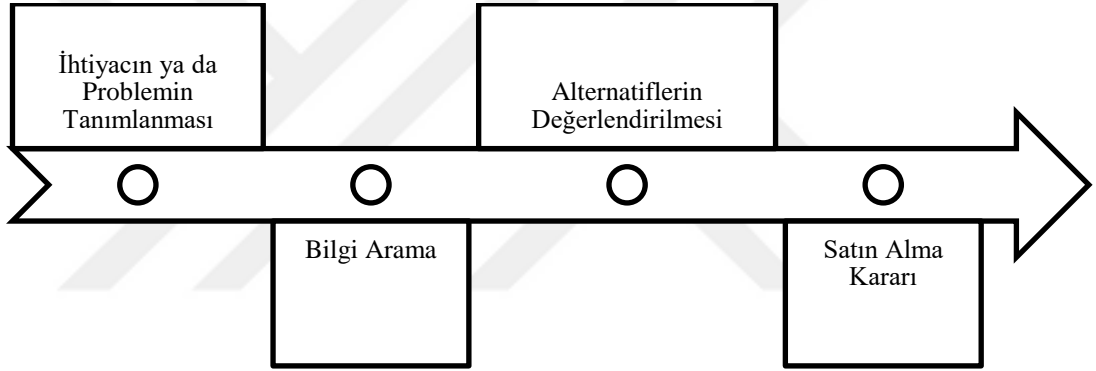 İhtiyacın ya da
Problemin
Tanımlanması
Bilgi Arama
Alternatiflerin
Değerlendirilmesi
Satın Alma
Kararı